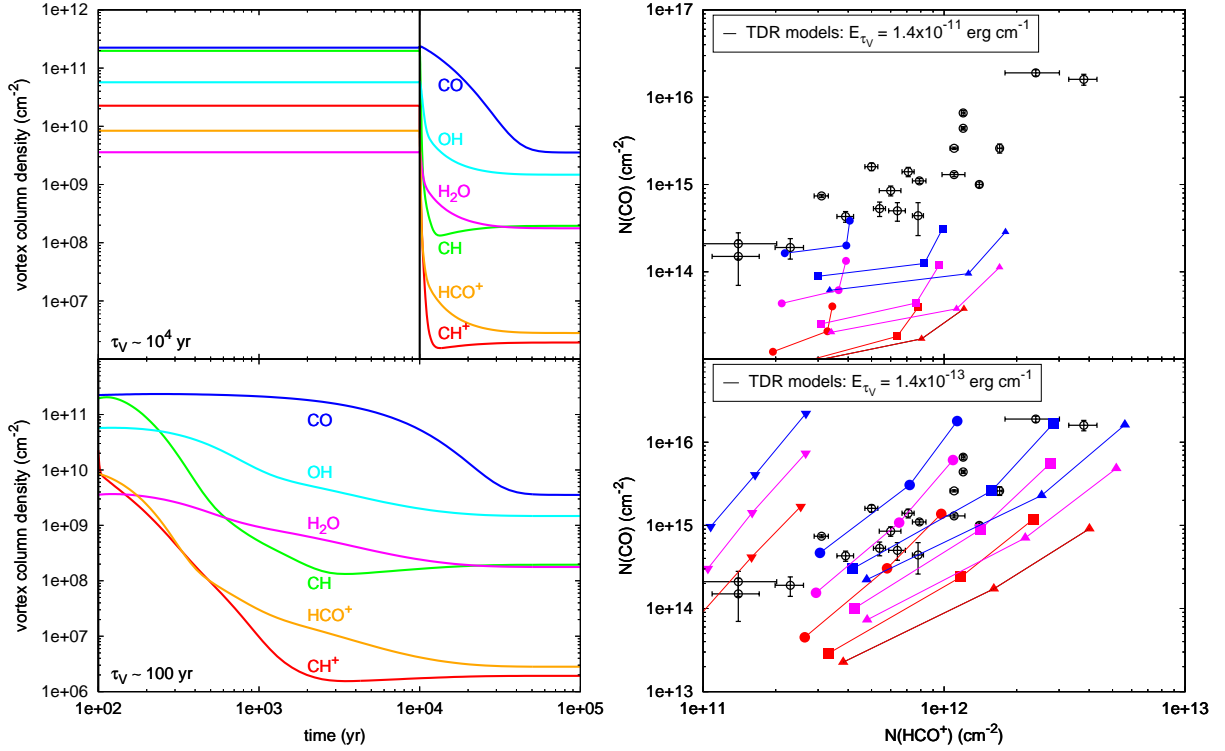 1e+12
1e+11
1e+10
1e+09
1e+08
1e+07
vortex column density (cm-2)
CO
OH
H2O
CH
HCO+
CH+
τV ~ 104 yr
1e+11
1e+10
1e+09
1e+08
1e+07
1e+06
vortex column density (cm-2)
CO
OH
H2O
CH
HCO+
CH+
τV ~ 100 yr
1e+02
1e+03
1e+04
1e+05
time (yr)
1e+17
1e+16
1e+15
1e+14
N(CO) (cm-2)
TDR models: EτV = 1.4x10-11 erg cm-1
1e+16
1e+15
1e+14
1e+13
N(CO) (cm-2)
TDR models: EτV = 1.4x10-13 erg cm-1
1e+11
1e+12
1e+13
N(HCO+) (cm-2)